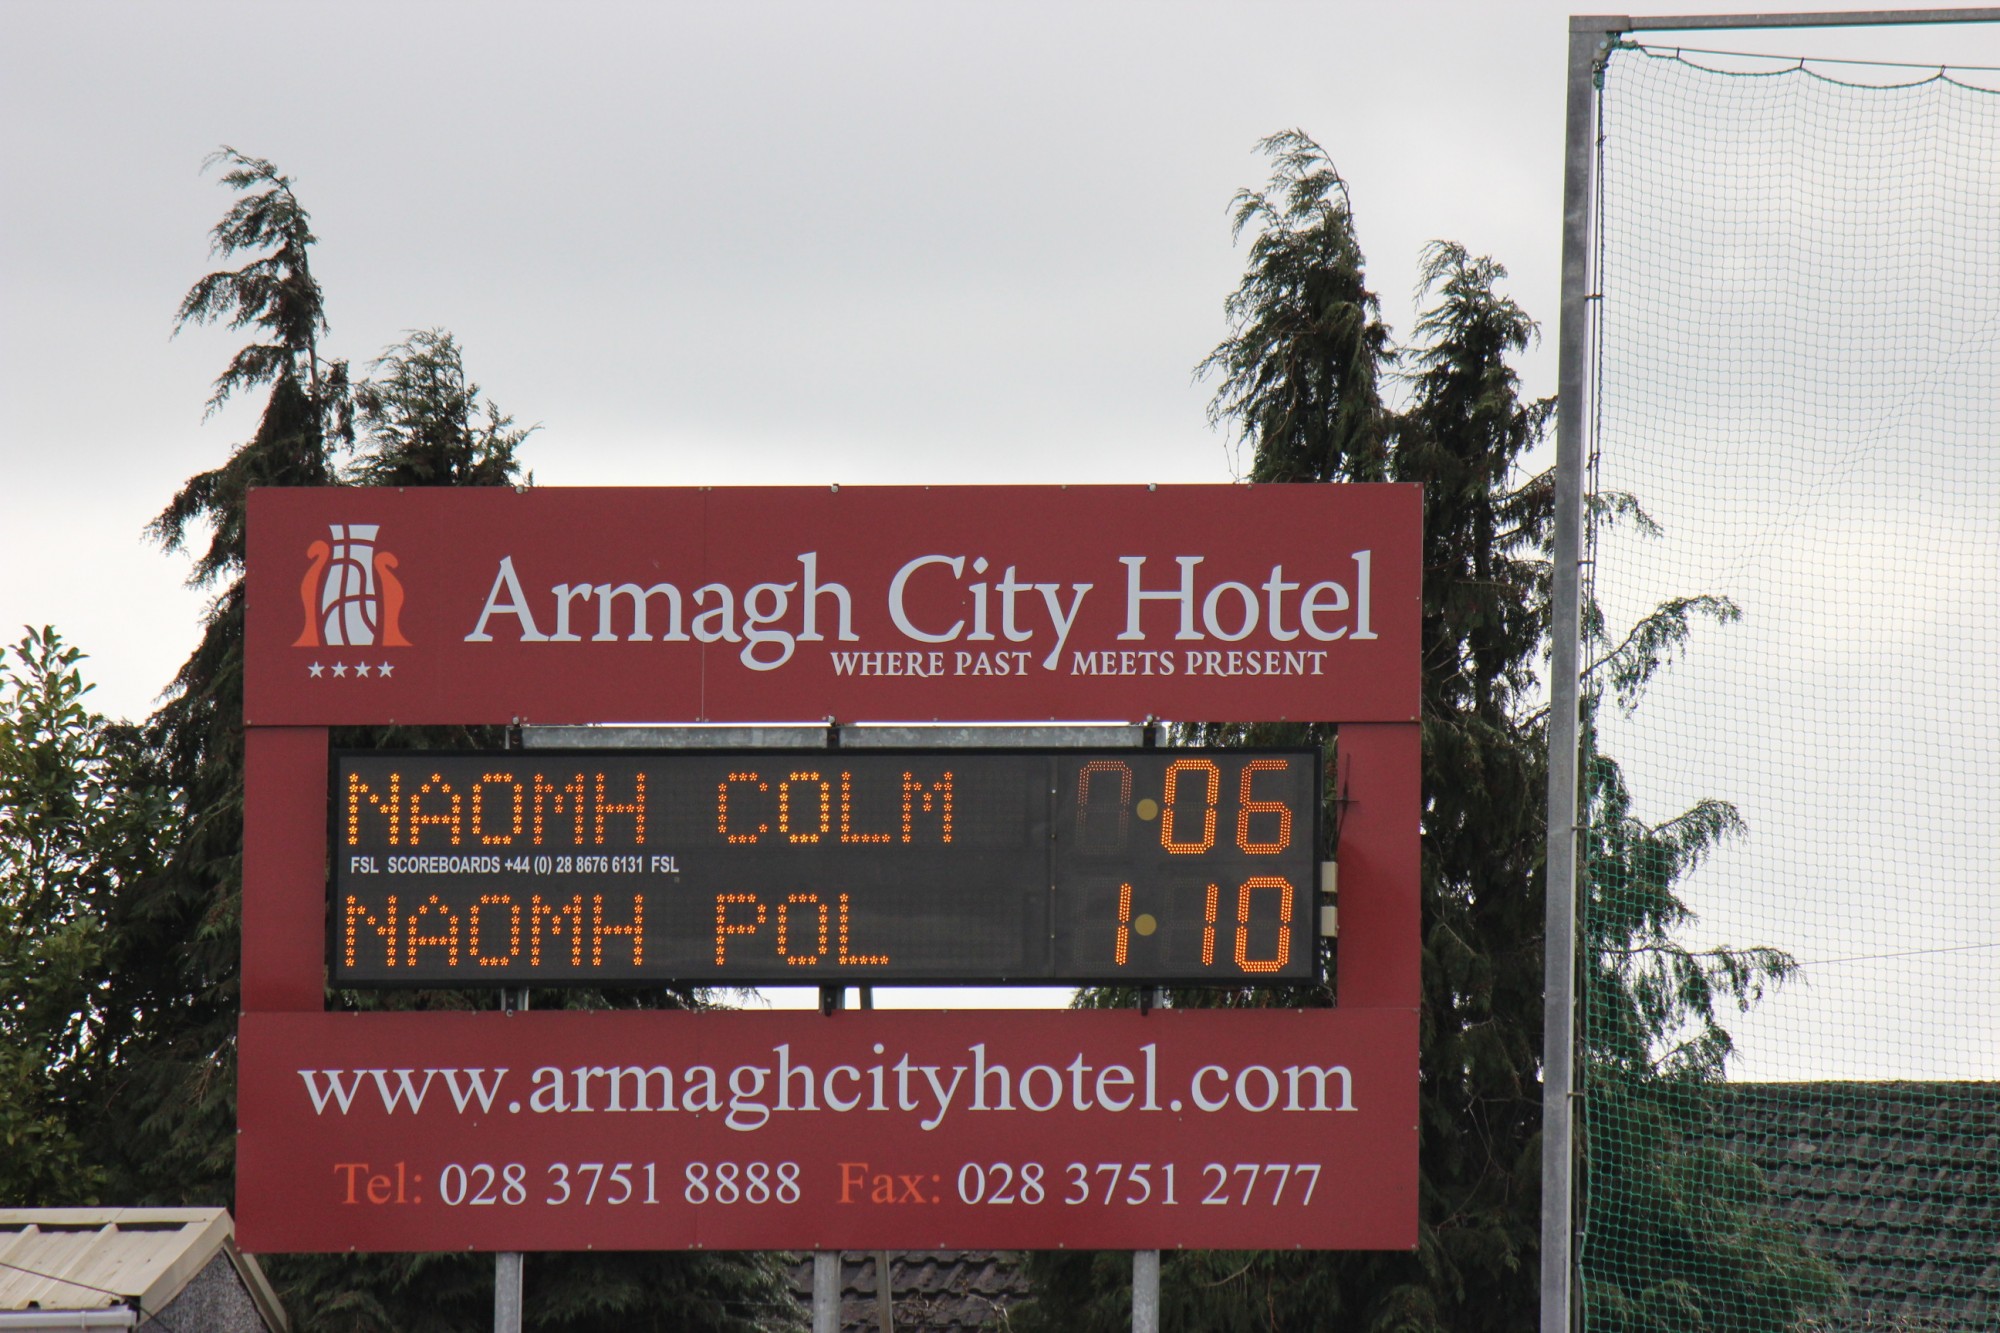 Armagh City Hotel
WHERE PAST MEETS PRESENT
NAOMH COLM 0:06
FSL SCOREBOARDS +44 (0) 28 8676 6131 FSL
NAOMH POL 1:10
www.armaghcityhotel.com
Tel: 028 3751 8888 Fax: 028 3751 2777